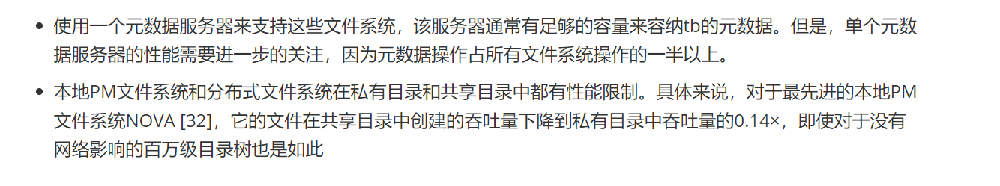 使用一个元数据服务器来支持这些文件系统，该服务器通常有足够的容量来容纳tb的元数据。但是，单个元数
据服务器的性能需要进一步的关注，因为元数据操作占所有文件系统操作的一半以上。
本地PM文件系统和分布式文件系统在私有目录和共享目录中都有性能限制。具体来说，对于最先进的本地PM
文件系统NOVA [32]，它的文件在共享目录中创建的吞吐量下降到私有目录中吞吐量的0.14×，即使对于没有
网络影响的百万级目录树也是如此